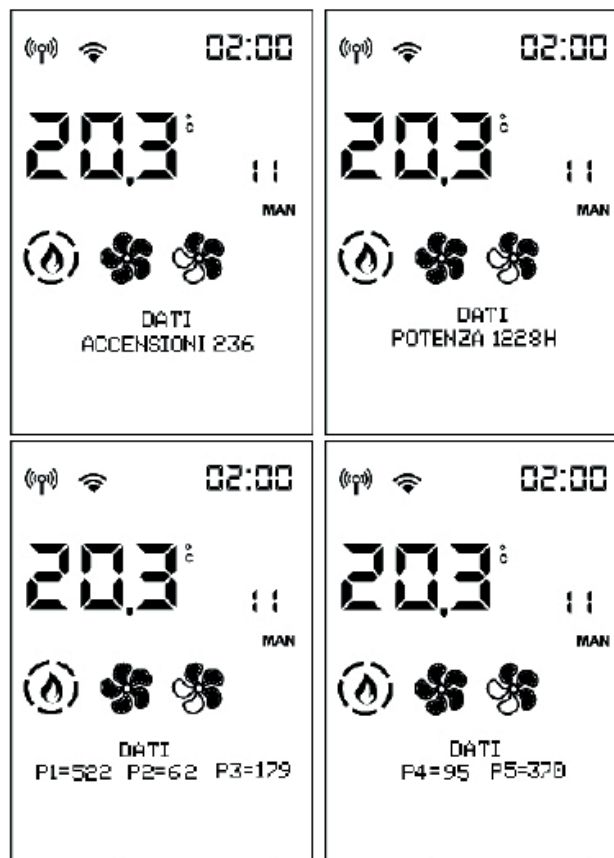 02:00
20,3 °C
11
MAN
DATI
ACCENSIONI 236
02:00
20,3 °C
11
MAN
DATI
POTENZA 1228H
02:00
20,3 °C
11
MAN
DATI
P1=522 P2=62 P3=179
02:00
20,3 °C
11
MAN
DATI
P4=95 P5=370